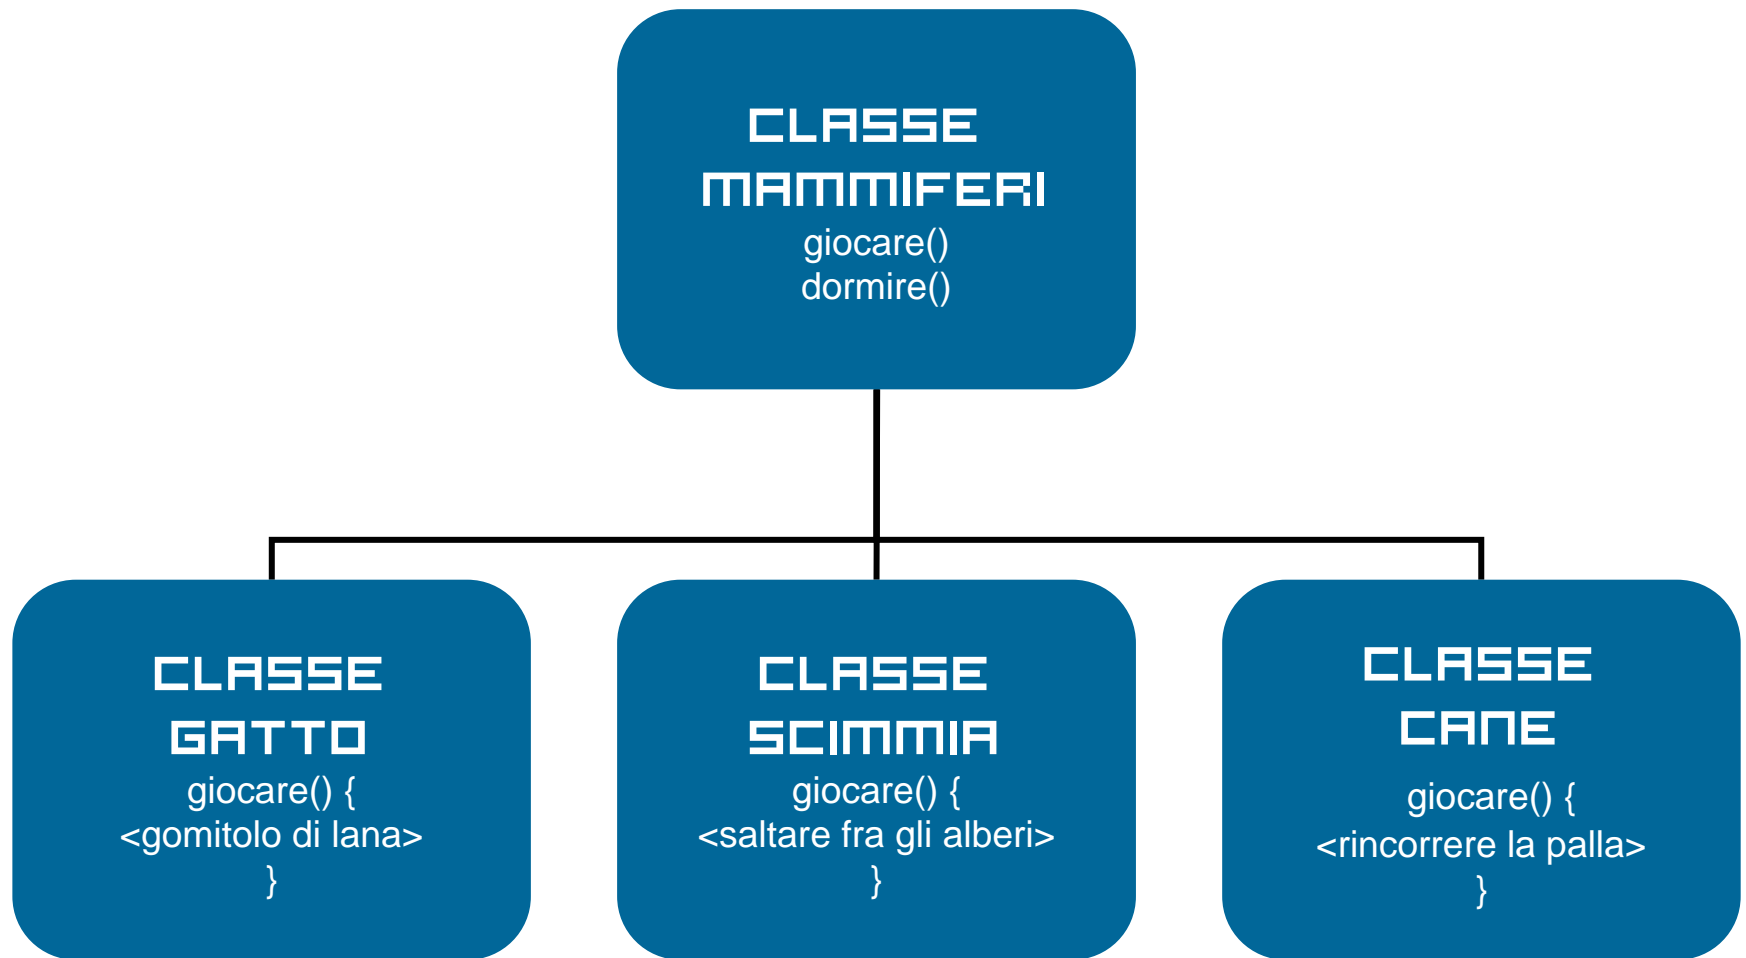 CLASSE
MAMMIFERI
giocare()
dormire()
CLASSE
GATTO
giocare() {
<gomitolo di lana>
}
CLASSE
SCIMMIA
giocare() {
<saltare fra gli alberi>
}
CLASSE
CANE
giocare() {
<rincorrere la palla>
}